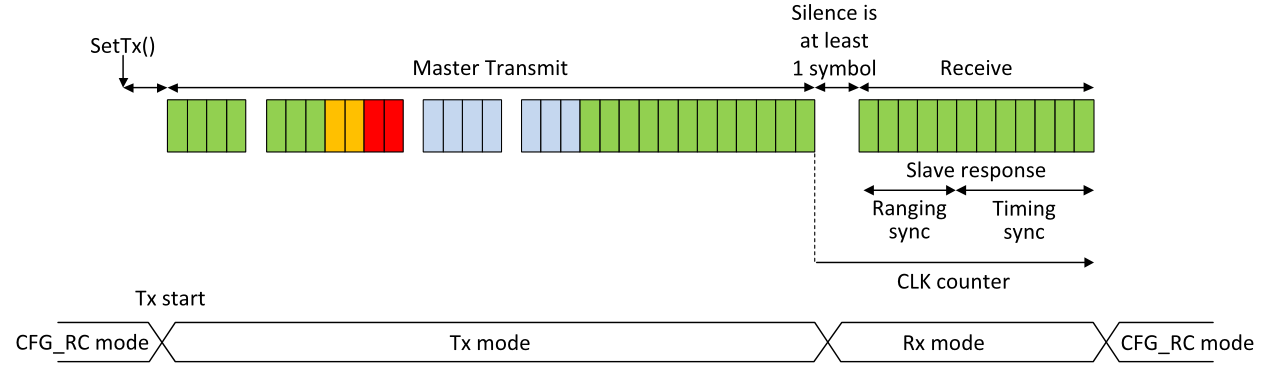 Silence is
at least
1 symbol
SetTx()
Master Transmit
Receive
Slave response
Ranging
sync
Timing
sync
CLK counter
Tx start
CFG_RC mode
Tx mode
Rx mode
CFG_RC mode